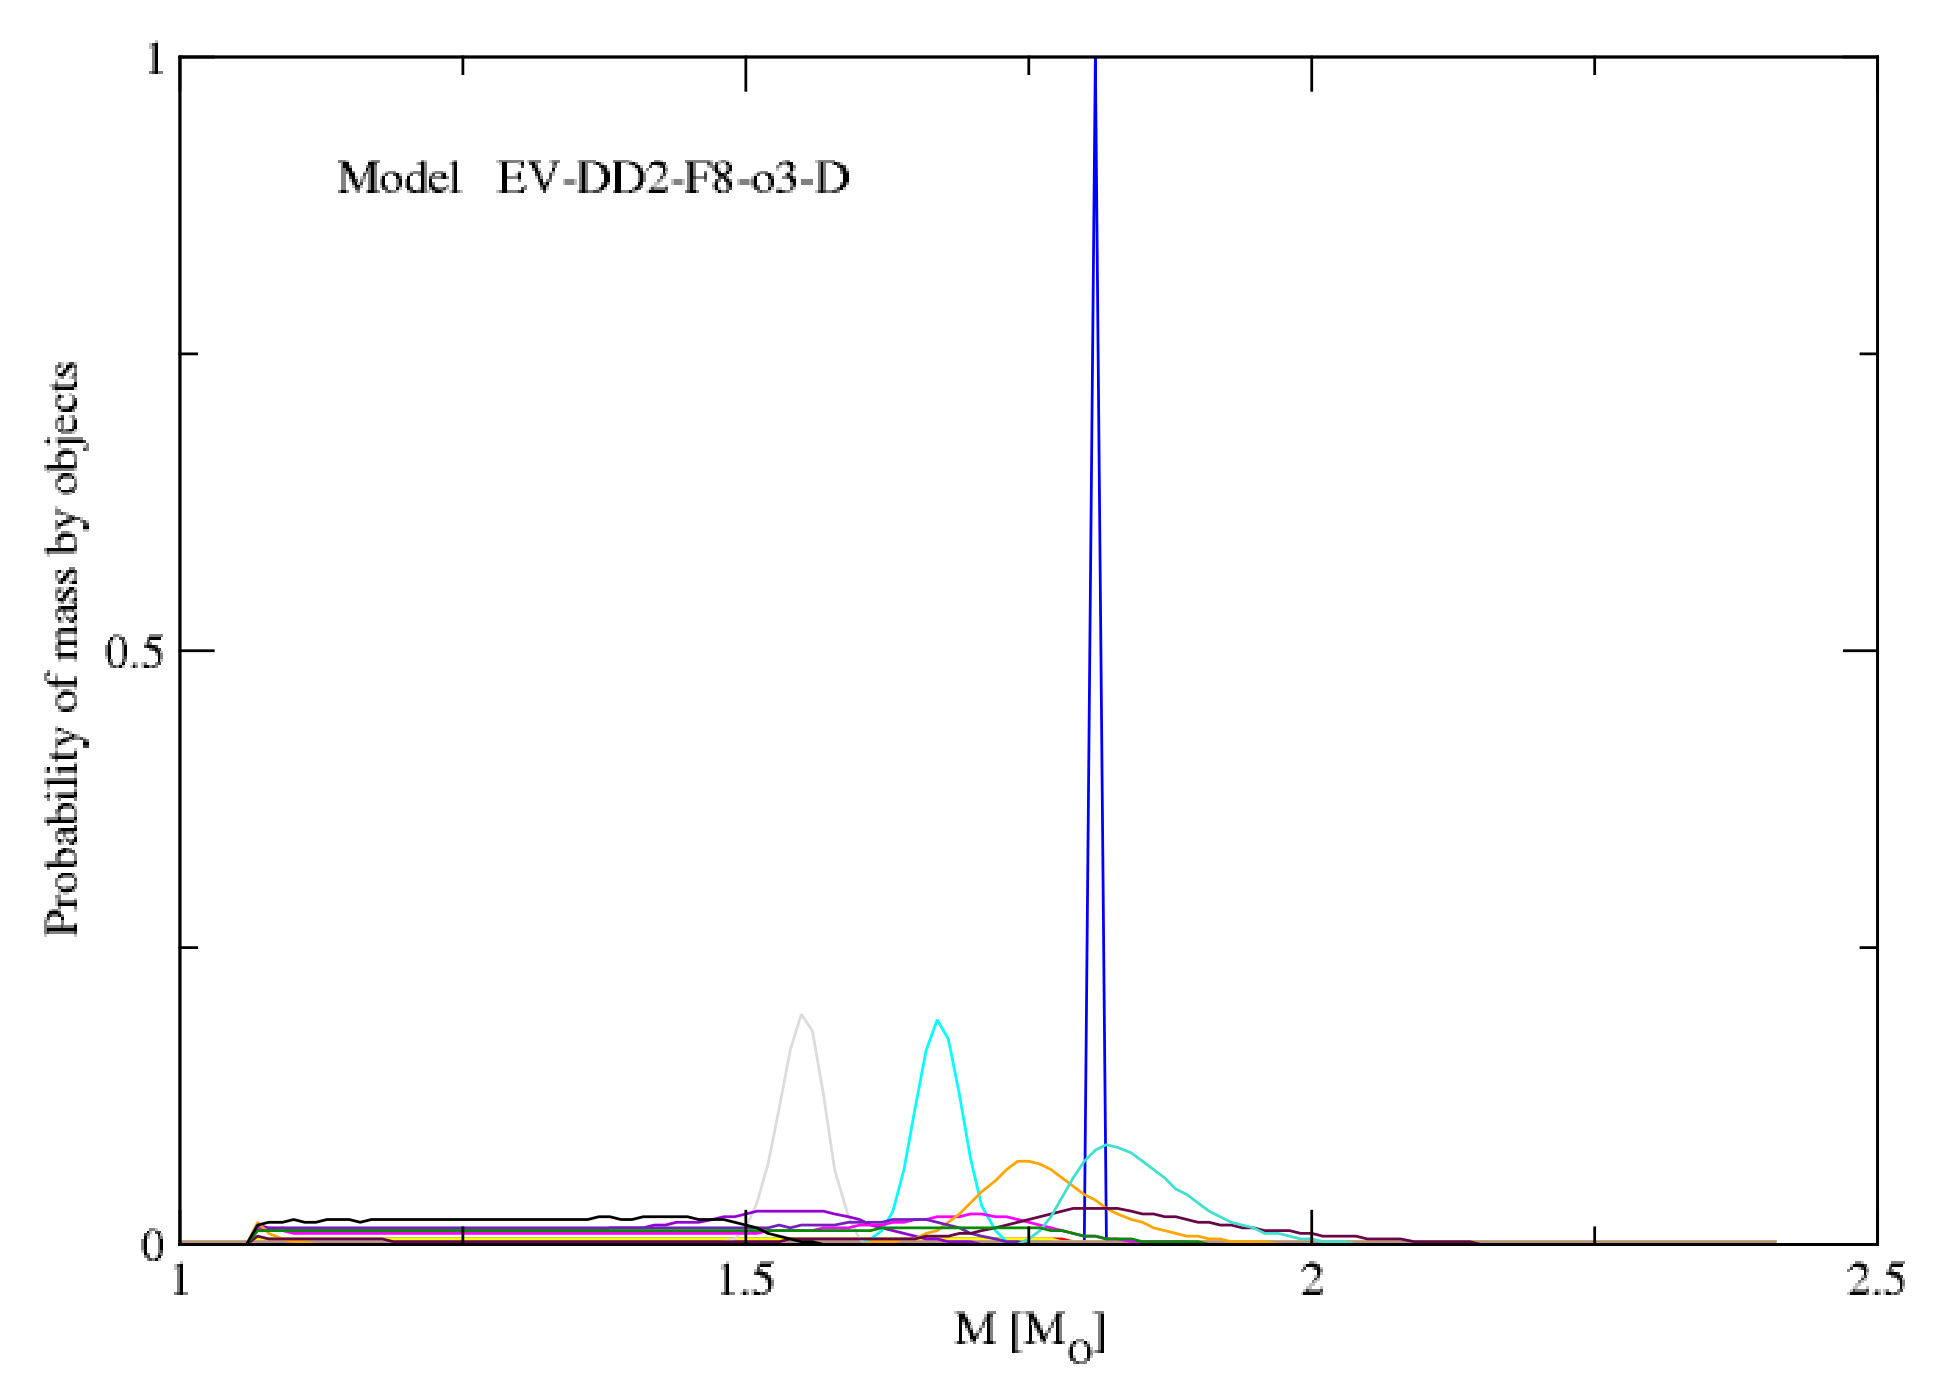 1
Model EV-DD2-F8-o3-D
Probability of mass by objects
0.5
0
1 1.5 2 2.5
M [M_O]